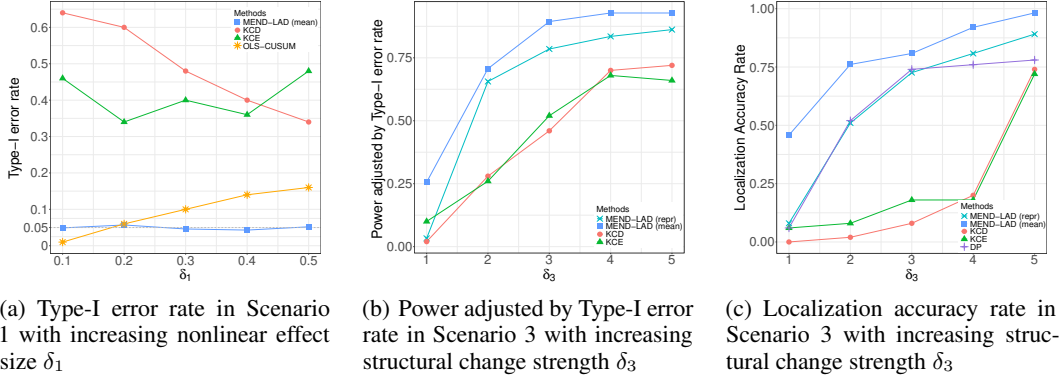 Type-I error rate
0.6
0.5
0.4
0.3
0.2
0.1
0.05
0
0.1
0.2
0.3
0.4
0.5
δ1
Methods
MEND-LAD (mean)
KCD
KCE
OLS-CUSUM
Power adjusted by Type-I error rate
0.75
0.50
0.25
0.00
1
2
3
4
5
δ3
Methods
MEND-LAD (repr)
MEND-LAD (mean)
KCD
KCE
Localization Accuracy Rate
1.00
0.75
0.50
0.25
0.00
1
2
3
4
5
δ3
Methods
MEND-LAD (repr)
MEND-LAD (mean)
KCD
KCE
DP
(a) Type-I error rate in Scenario
1 with increasing nonlinear effect
size δ1
(b) Power adjusted by Type-I error
rate in Scenario 3 with increasing
structural change strength δ3
(c) Localization accuracy rate in
Scenario 3 with increasing struc-
tural change strength δ3